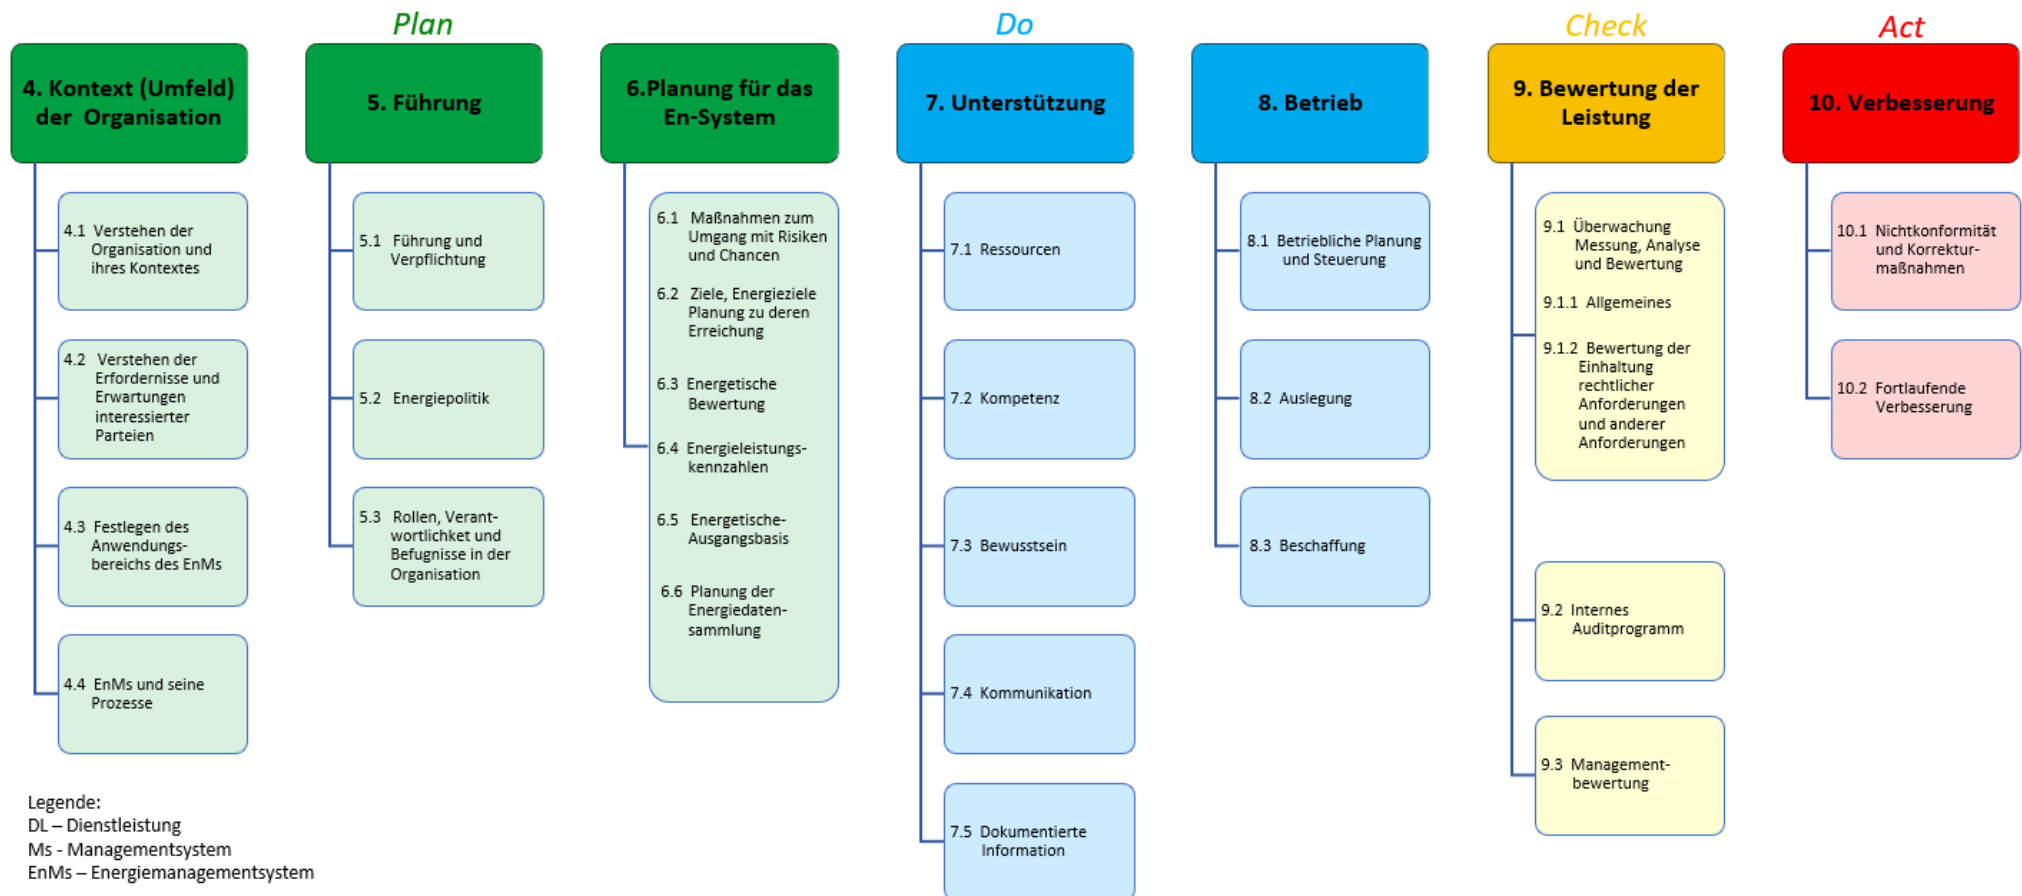 Plan
Do
Check
Act
4. Kontext (Umfeld)
der Organisation
4.1 Verstehen der
Organisation und
ihres Kontextes
4.2 Verstehen der
Erfordernisse und
Erwartungen
interessierter
Parteien
4.3 Festlegen des
Anwendungs-
bereichs des EnMs
4.4 EnMs und seine
Prozesse
5. Führung
5.1 Führung und
Verpflichtung
5.2 Energiepolitik
5.3 Rollen, Verant-
wortlichket und
Befugnisse in der
Organisation
6.Planung für das
En-System
6.1 Maßnahmen zum
Umgang mit Risiken
und Chancen
6.2 Ziele, Energieziele
Planung zu deren
Erreichung
6.3 Energetische
Bewertung
6.4 Energieleistungs-
kennzahlen
6.5 Energetische-
Ausgangsbasis
6.6 Planung der
Energiedaten-
sammlung
7. Unterstützung
7.1 Ressourcen
7.2 Kompetenz
7.3 Bewusstsein
7.4 Kommunikation
7.5 Dokumentierte
Information
8. Betrieb
8.1 Betriebliche Planung
und Steuerung
8.2 Auslegung
8.3 Beschaffung
9. Bewertung der
Leistung
9.1 Überwachung
Messung, Analyse
und Bewertung
9.1.1 Allgemeines
9.1.2 Bewertung der
Einhaltung
rechtlicher
Anforderungen
und anderer
Anforderungen
9.2 Internes
Auditprogramm
9.3 Management-
bewertung
10. Verbesserung
10.1 Nichtkonformität
und Korrektur-
maßnahmen
10.2 Fortlaufende
Verbesserung
Legende:
DL – Dienstleistung
Ms - Managementsystem
EnMs – Energiemanagementsystem